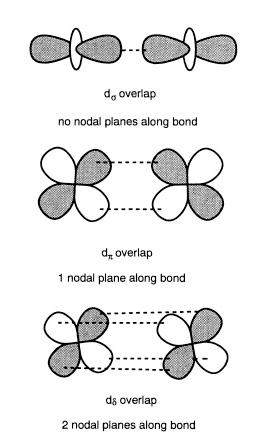 dσ overlap
no nodal planes along bond
dπ overlap
1 nodal plane along bond
dδ overlap
2 nodal planes along bond